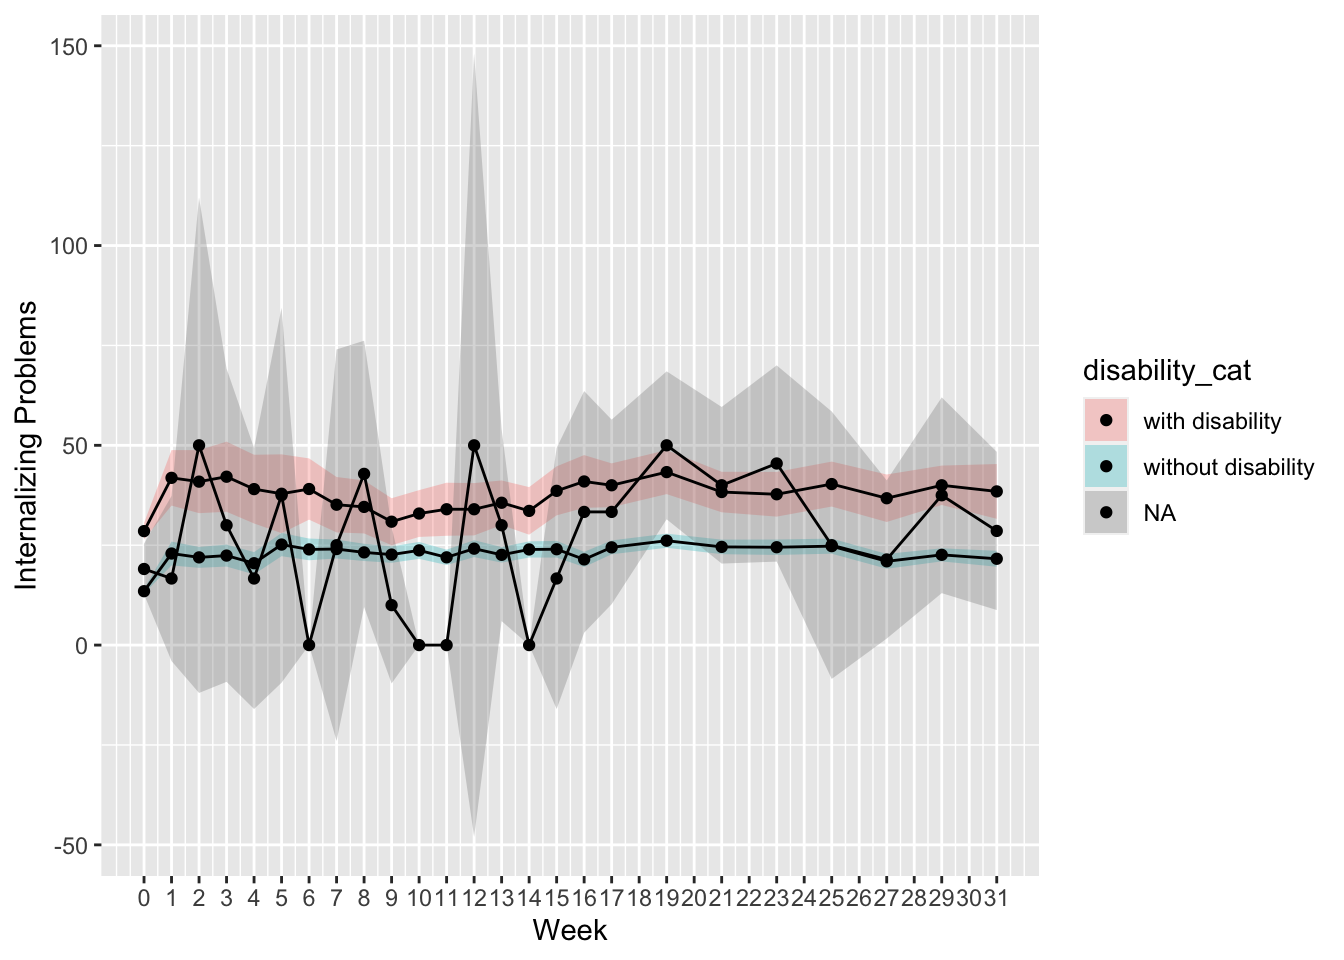 150
100
50
0
-50
Internalizing Problems
0 1 2 3 4 5 6 7 8 9 10 11 12 13 14 15 16 17 18 19 20 21 22 23 24 25 26 27 28 29 30 31
Week
disability_cat
with disability
without disability
NA